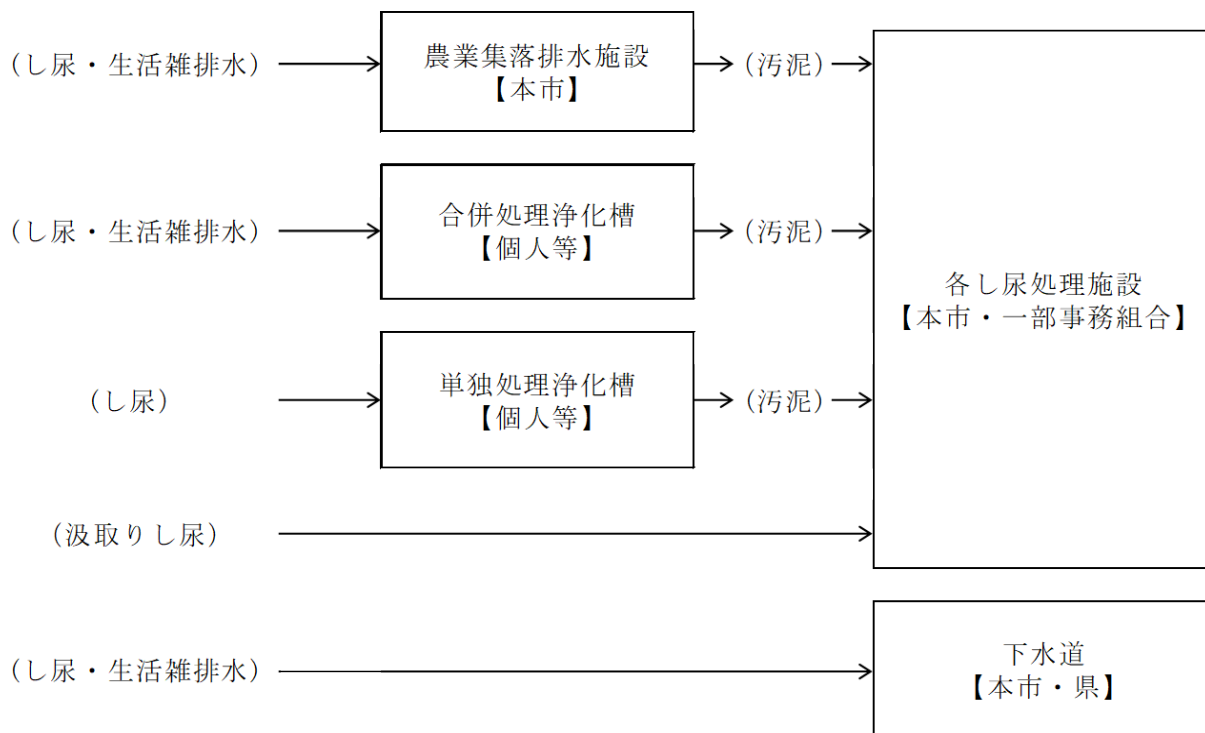 (し尿・生活雑排水)
農業集落排水施設
【本市】
(汚泥)
(し尿・生活雑排水)
合併処理浄化槽
【個人等】
(汚泥)
各し尿処理施設
【本市・一部事務組合】
(し尿)
単独処理浄化槽
【個人等】
(汚泥)
(汲取りし尿)
(し尿・生活雑排水)
下水道
【本市・県】